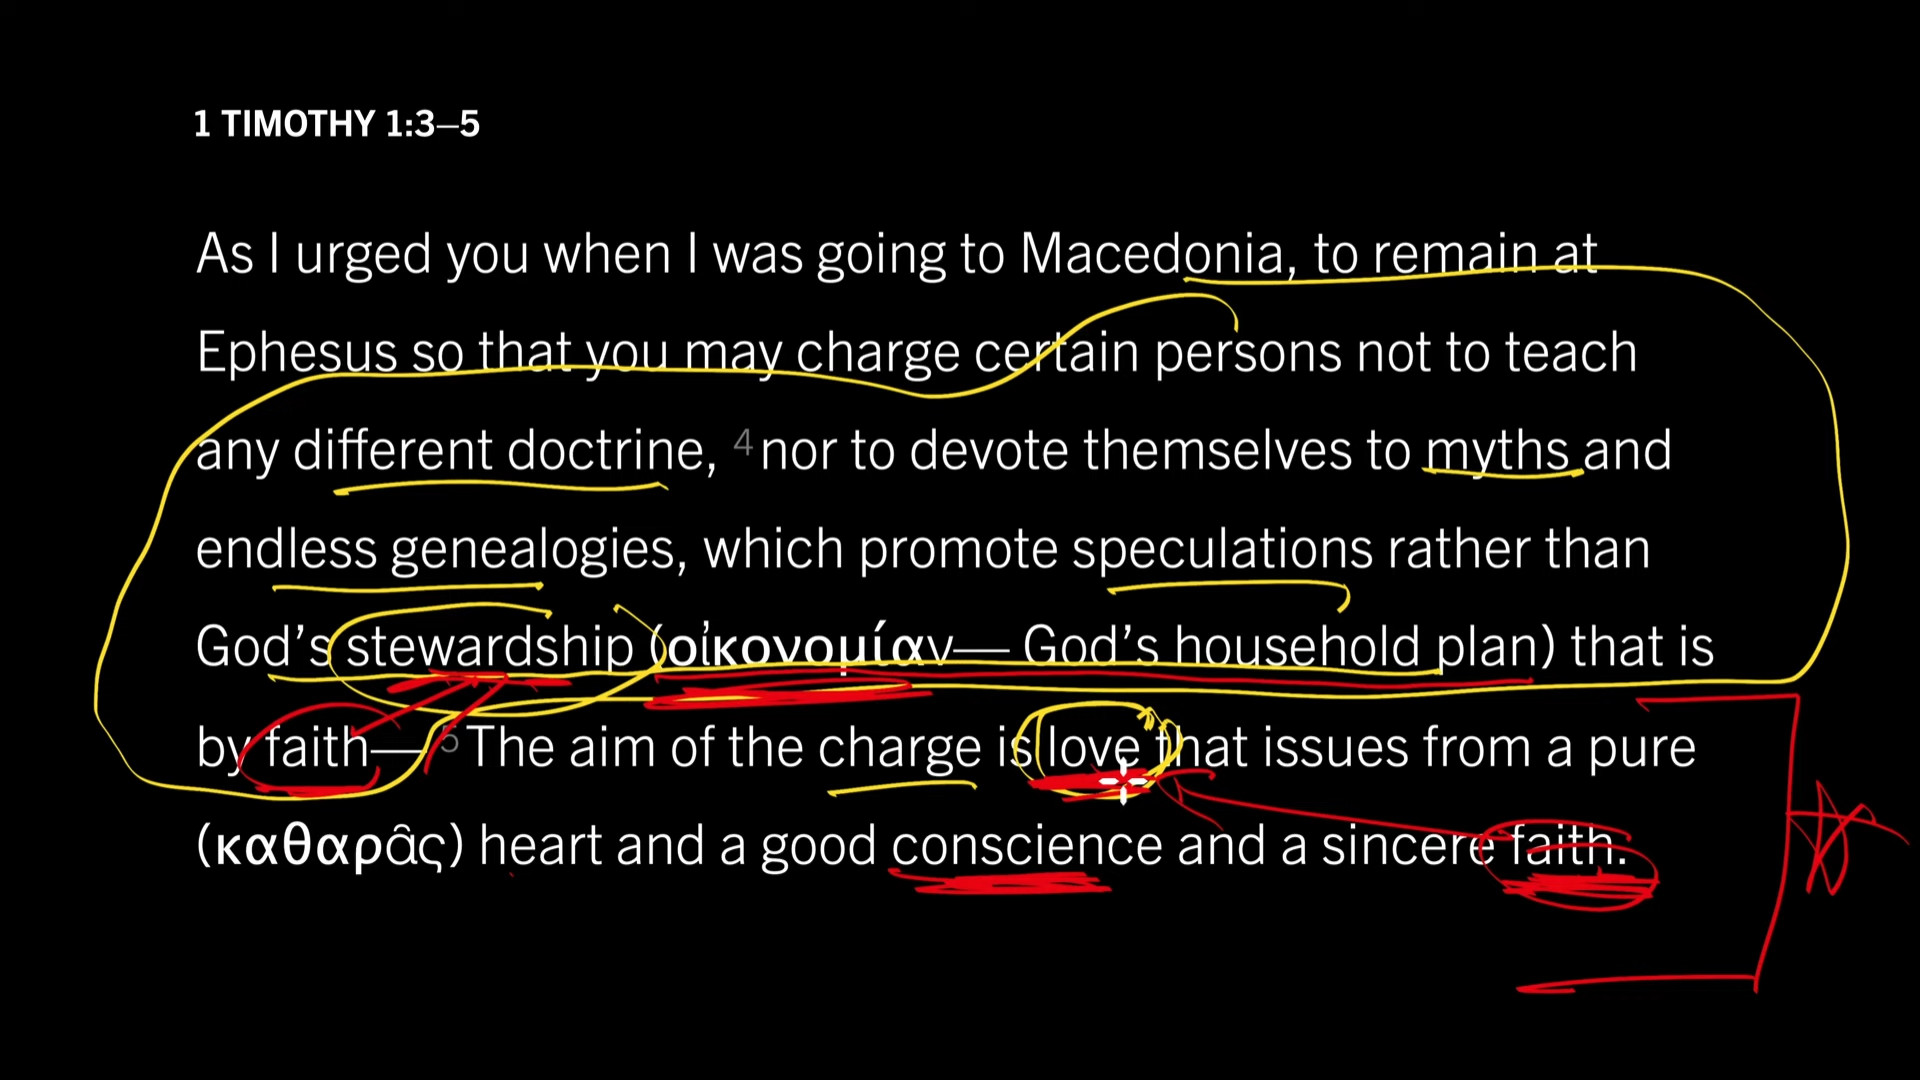 1 TIMOTHY 1:3–5
As I urged you when I was going to Macedonia, to remain at
Ephesus so that you may charge certain persons not to teach
any different doctrine, 4 nor to devote themselves to myths and
endless genealogies, which promote speculations rather than
God’s stewardship (οἰκονομίαν— God’s household plan) that is
by faith— 5 The aim of the charge is love that issues from a pure
(καθαρᾶς) heart and a good conscience and a sincere faith.